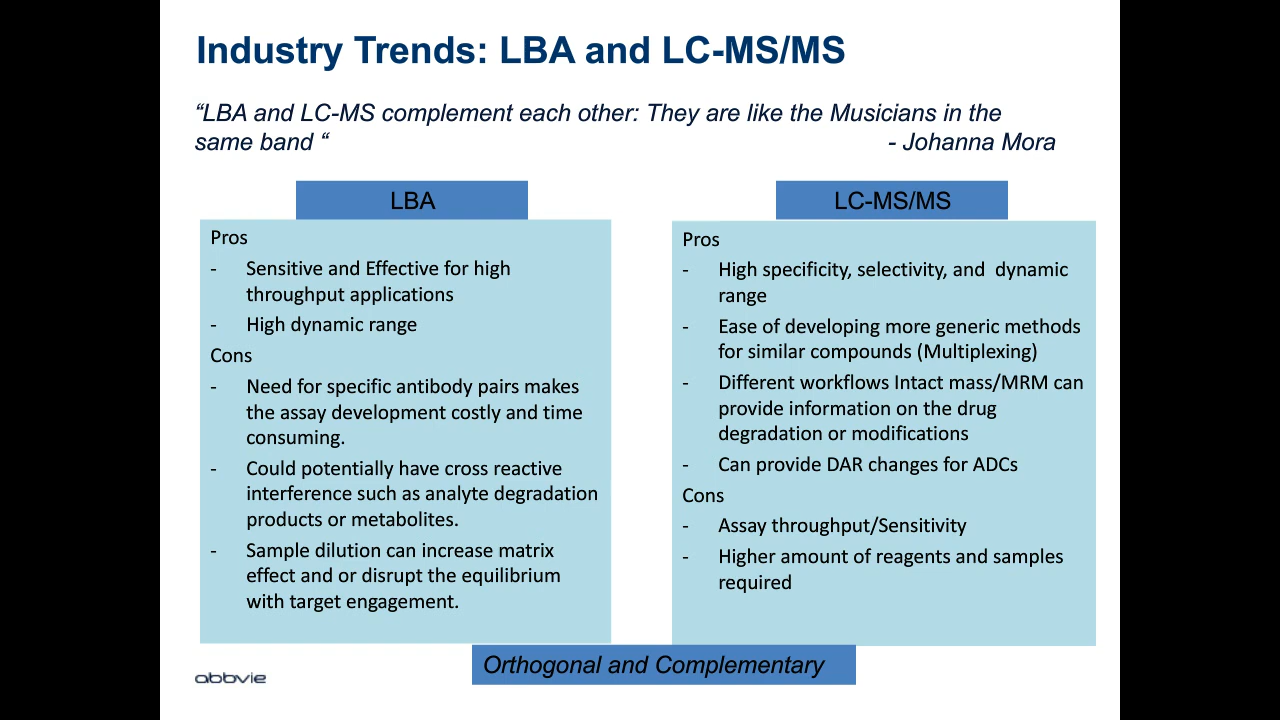 Industry Trends: LBA and LC-MS/MS
“LBA and LC-MS complement each other: They are like the Musicians in the
same band “
- Johanna Mora
LBA
Pros
- Sensitive and Effective for high
throughput applications
- High dynamic range
Cons
- Need for specific antibody pairs makes
the assay development costly and time
consuming.
- Could potentially have cross reactive
interference such as analyte degradation
products or metabolites.
- Sample dilution can increase matrix
effect and or disrupt the equilibrium
with target engagement.
LC-MS/MS
Pros
- High specificity, selectivity, and  dynamic
range
- Ease of developing more generic methods
for similar compounds (Multiplexing)
- Different workflows Intact mass/MRM can
provide information on the drug
degradation or modifications
- Can provide DAR changes for ADCs
Cons
- Assay throughput/Sensitivity
- Higher amount of reagents and samples
required
Orthogonal and Complementary
abbvie